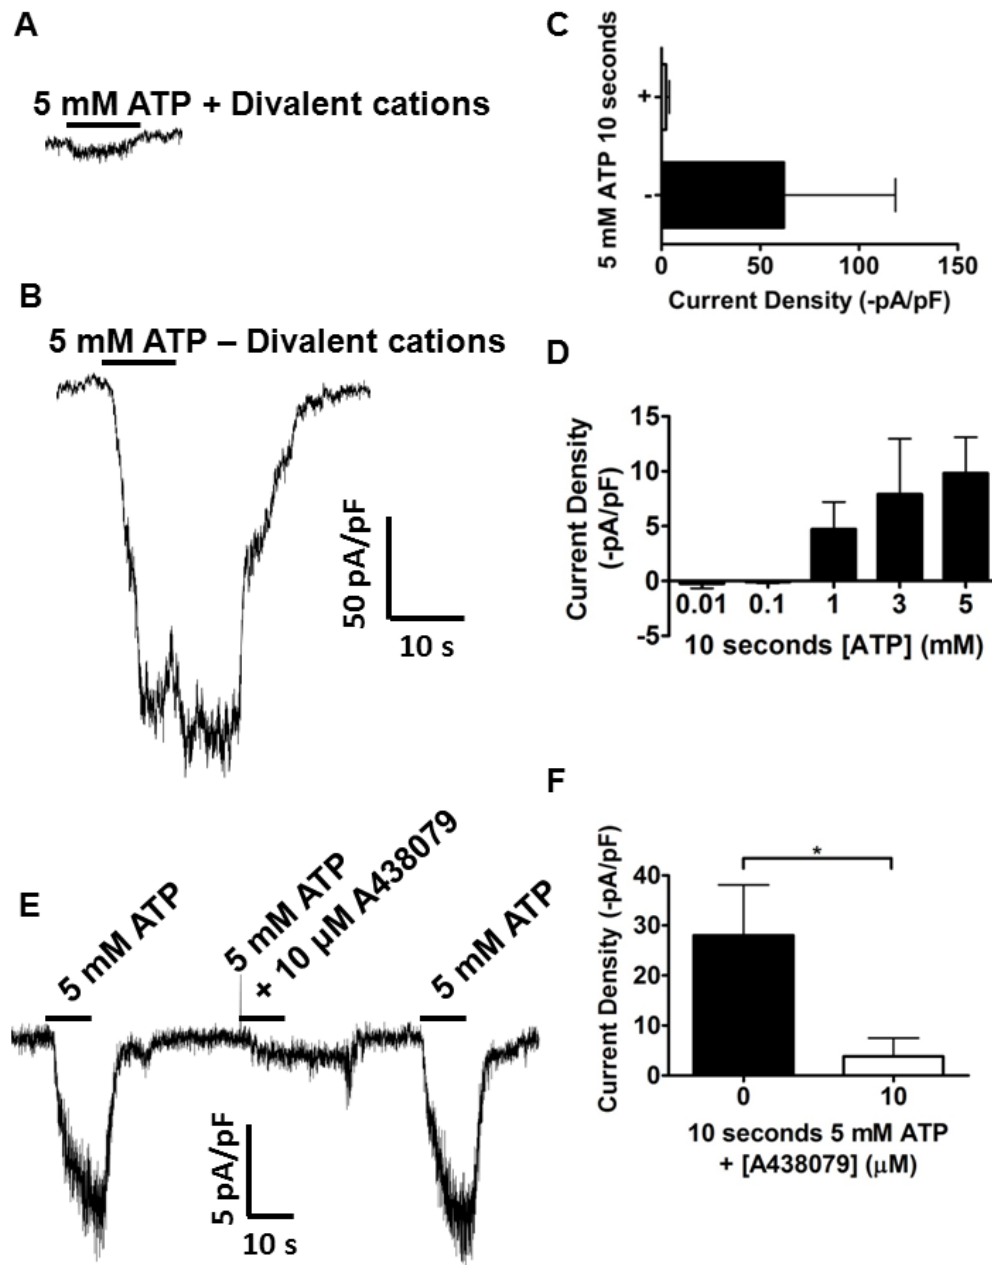 A
5 mM ATP + Divalent cations
B
5 mM ATP – Divalent cations
50 pA/pF
10 s
C
5 mM ATP 10 seconds
+
-
0 50 100 150
Current Density (-pA/pF)
D
Current Density
(-pA/pF)
15
10
5
0
-5
0.01 0.1 1 3 5
10 seconds [ATP] (mM)
E
5 mM ATP
5 mM ATP
+ 10 µM A438079
5 mM ATP
5 pA/pF
10 s
F
Current Density (-pA/pF)
*
40
30
20
10
0
0 10
10 seconds 5 mM ATP
+ [A438079] (µM)